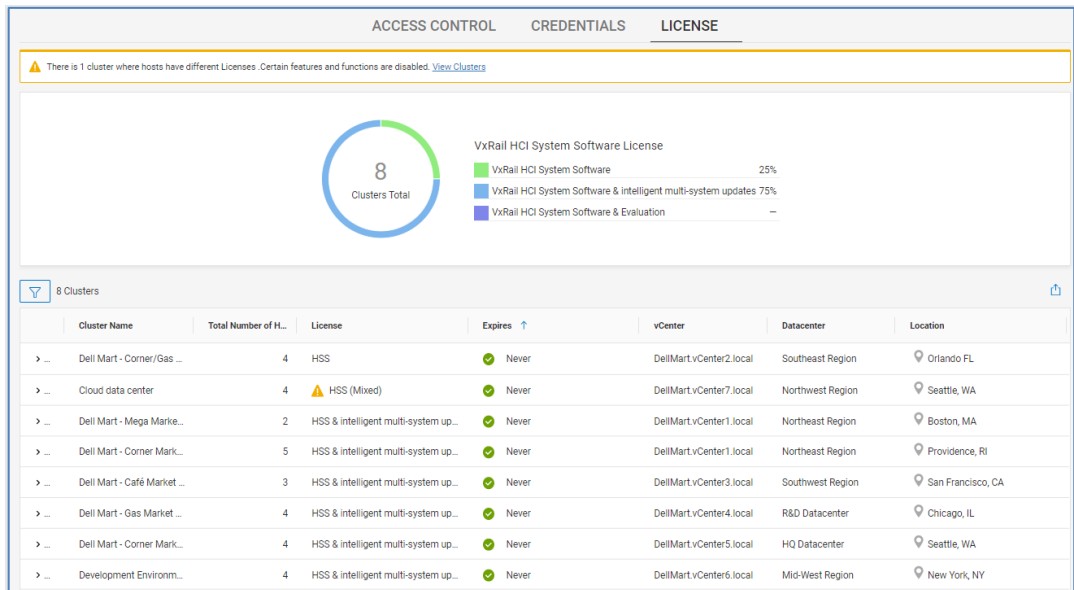 ACCESS CONTROL CREDENTIALS LICENSE
There is 1 cluster where hosts have different Licenses .Certain features and functions are disabled. View Clusters
8
Clusters Total
VxRail HCI System Software License
VxRail HCI System Software 25%
VxRail HCI System Software & intelligent multi-system updates 75%
VxRail HCI System Software & Evaluation —
8 Clusters
Cluster Name Total Number of H... License Expires ↑ vCenter Datacenter Location
> ... Dell Mart - Corner/Gas ... 4 HSS Never DellMart.vCenter2.local Southeast Region Orlando FL
> ... Cloud data center 4 HSS (Mixed) Never DellMart.vCenter7.local Northwest Region Seattle, WA
> ... Dell Mart - Mega Marke... 2 HSS & intelligent multi-system up... Never DellMart.vCenter1.local Northeast Region Boston, MA
> ... Dell Mart - Corner Mark... 5 HSS & intelligent multi-system up... Never DellMart.vCenter1.local Northeast Region Providence, RI
> ... Dell Mart - Café Market ... 3 HSS & intelligent multi-system up... Never DellMart.vCenter3.local Southwest Region San Francisco, CA
> ... Dell Mart - Gas Market ... 4 HSS & intelligent multi-system up... Never DellMart.vCenter4.local R&D Datacenter Chicago, IL
> ... Dell Mart - Corner Mark... 4 HSS & intelligent multi-system up... Never DellMart.vCenter5.local HQ Datacenter Seattle, WA
> ... Development Environm... 4 HSS & intelligent multi-system up... Never DellMart.vCenter6.local Mid-West Region New York, NY